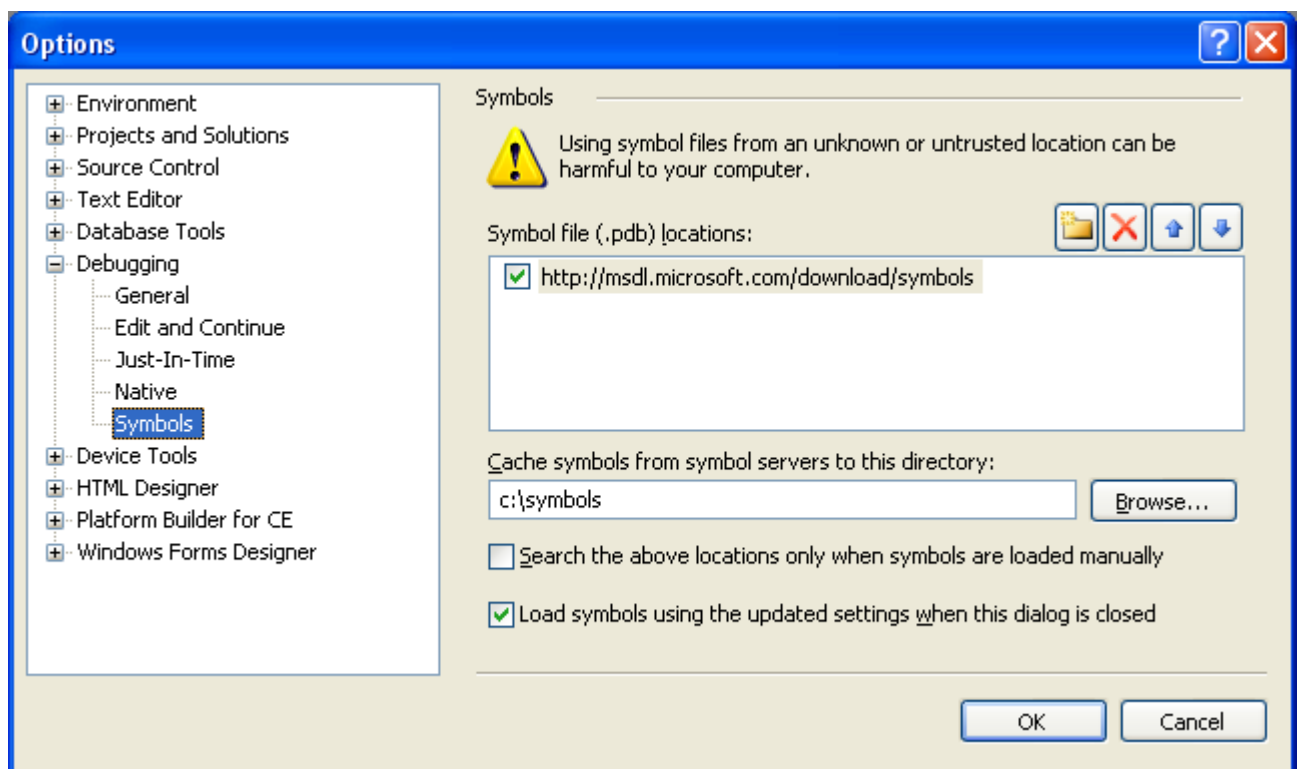 Options
Environment
Projects and Solutions
Source Control
Text Editor
Database Tools
Debugging
General
Edit and Continue
Just-In-Time
Native
Symbols
Device Tools
HTML Designer
Platform Builder for CE
Windows Forms Designer
Symbols
Using symbol files from an unknown or untrusted location can be
harmful to your computer.
Symbol file (.pdb) locations:
http://msdl.microsoft.com/download/symbols
Cache symbols from symbol servers to this directory:
c:\symbols
Browse...
Search the above locations only when symbols are loaded manually
Load symbols using the updated settings when this dialog is closed
OK
Cancel